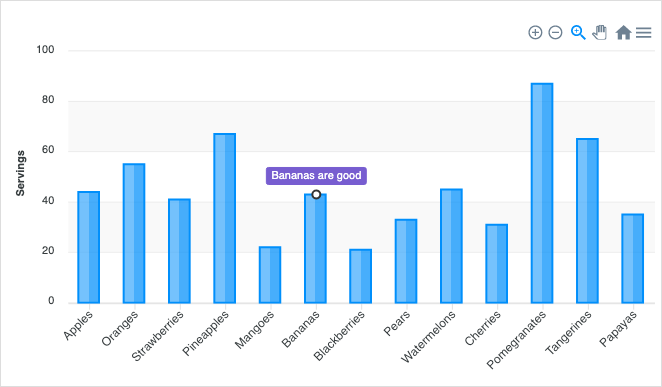 100
80
60
40
20
0
Servings
Bananas are good
Apples
Oranges
Strawberries
Pineapples
Mangoes
Bananas
Blackberries
Pears
Watermelons
Cherries
Pomegranates
Tangerines
Papayas